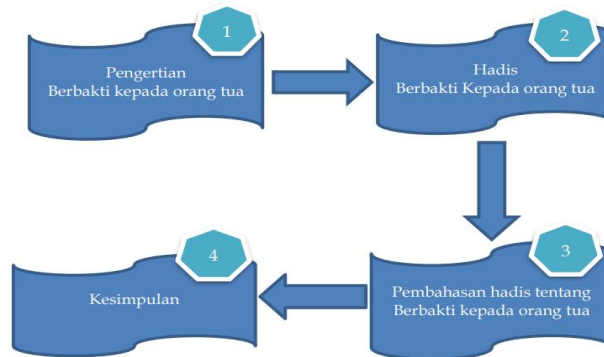 1
Pengertian
Berbakti kepada orang tua
2
Hadis
Berbakti Kepada orang tua
3
Pembahasan hadis tentang
Berbakti kepada orang tua
4
Kesimpulan